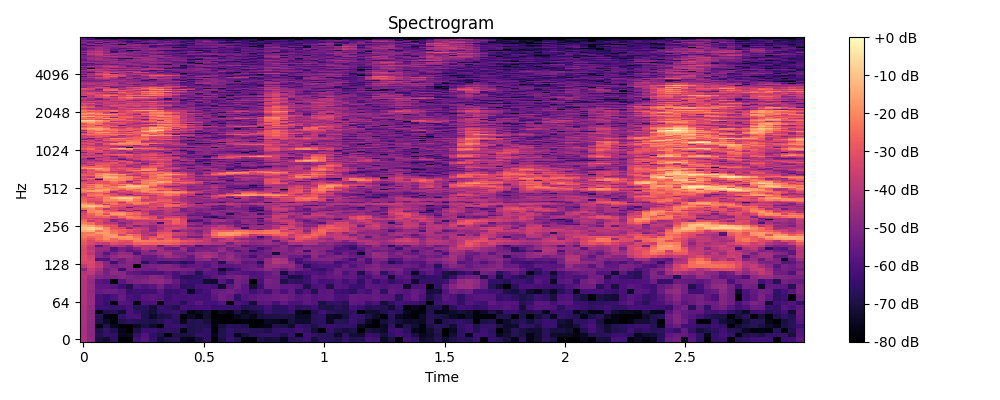 Spectrogram
Hz
4096
2048
1024
512
256
128
64
0
0
0.5
1
1.5
2
2.5
Time
+0 dB
-10 dB
-20 dB
-30 dB
-40 dB
-50 dB
-60 dB
-70 dB
-80 dB